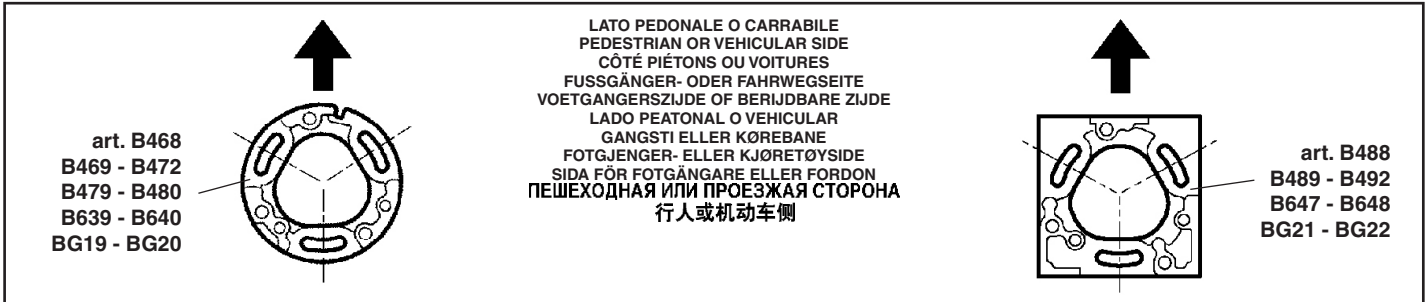 art. B468
B469 - B472
B479 - B480
B639 - B640
BG19 - BG20
LATO PEDONALE O CARRABILE
PEDESTRIAN OR VEHICULAR SIDE
CÔTÉ PIÉTONS OU VOITURES
FUSSGÄNGER- ODER FAHRWEGSEITE
VOETGANGERSZIJDE OF BERIJDBARE ZIJDE
LADO PEATONAL O VEHICULAR
GANGSTI ELLER KØREBANE
FOTGJENGER- ELLER KJØRETØYSIDE
SIDA FÖR FOTGÄNGARE ELLER FORDON
ПЕШЕХОДНАЯ ИЛИ ПРОЕЗЖАЯ СТОРОНА
行人或机动车侧
art. B488
B489 - B492
B647 - B648
BG21 - BG22